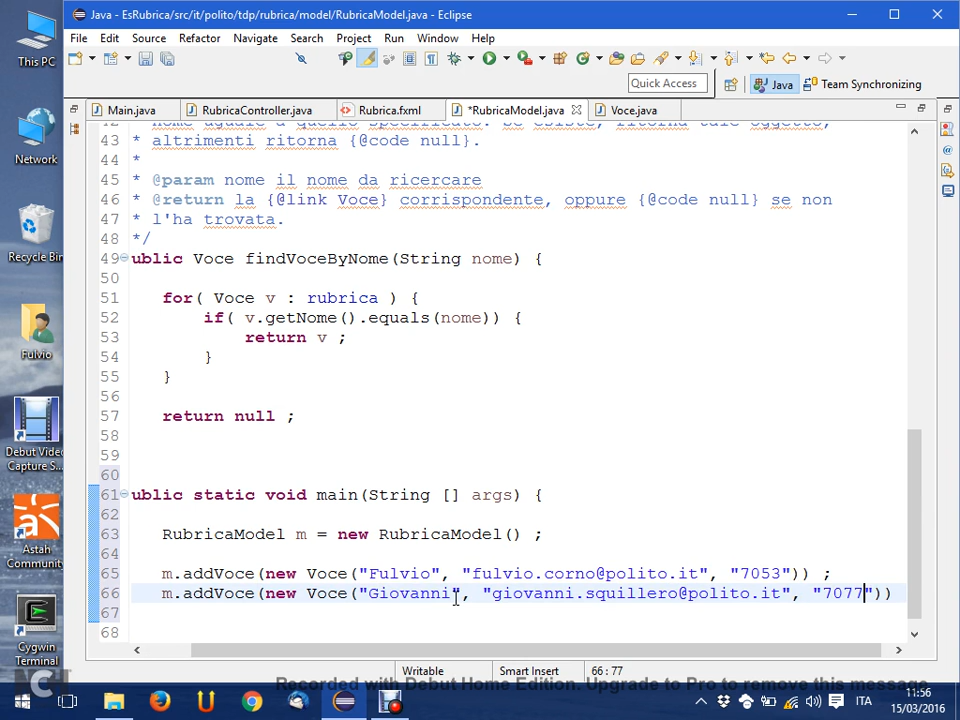 This PC
Network
Recycle Bin
Fulvio
Debut Video
Capture S...
Astah
Community
Cygwin
Terminal
Java - EsRubrica/src/it/polito/tdp/rubrica/model/RubricaModel.java - Eclipse
File Edit Source Refactor Navigate Search Project Run Window Help
Quick Access
Java
Team Synchronizing
Main.java RubricaController.java Rubrica.fxml *RubricaModel.java Voce.java
43 * altrimenti ritorna {@code null}.
44 *
45 * @param nome il nome da ricercare
46 * @return la {@link Voce} corrispondente, oppure {@code null} se non
47 * l'ha trovata.
48 */
49 ublic Voce findVoceByNome(String nome) {
50
51 for( Voce v : rubrica ) {
52 if( v.getNome().equals(nome)) {
53 return v ;
54 }
55 }
56
57 return null ;
58
59
60
61 ublic static void main(String [] args) {
62
63 RubricaModel m = new RubricaModel() ;
64
65 m.addVoce(new Voce("Fulvio", "fulvio.corno@polito.it", "7053")) ;
66 m.addVoce(new Voce("Giovanni", "giovanni.squillero@polito.it", "7077"))
67
68
Writable Smart Insert 66 : 77
Recorded with Debut Home Edition. Upgrade to Pro to remove this message
ITA
11:56
15/03/2016